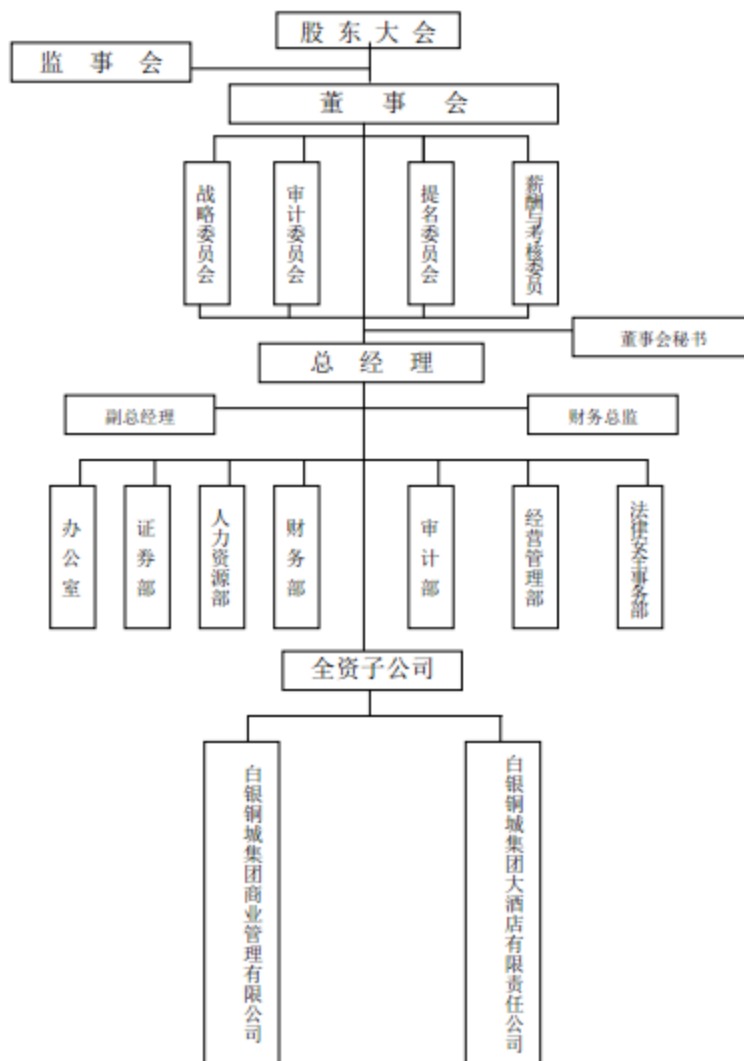 股东大会
监事会
董事会
战略委员会
审计委员会
提名委员会
薪酬与考核委员
董事会秘书
总经理
副总经理
财务总监
办公室
证券部
人力资源部
财务部
审计部
经营管理部
法律安全事务部
全资子公司
白银铜城集团商业管理有限公司
白银铜城集团大酒店有限责任公司